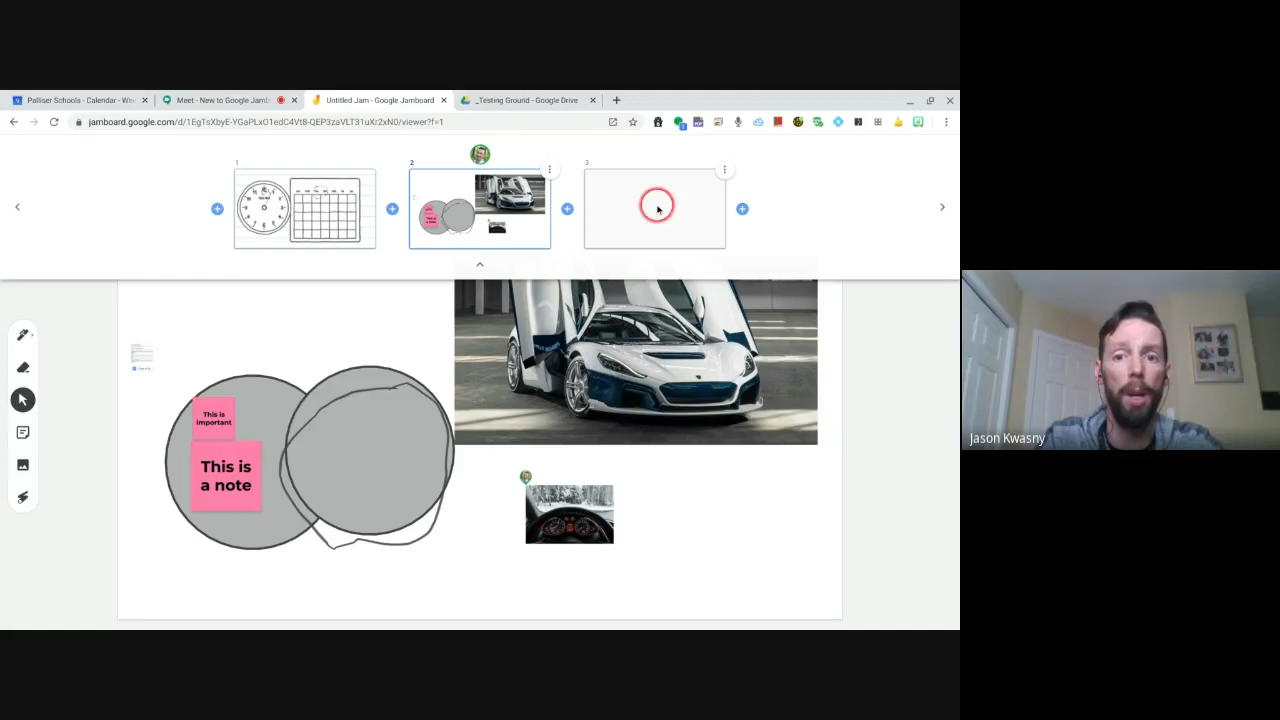 Palliser Schools - Calendar - Wee
Meet - New to Google Jamb
Untitled Jam - Google Jamboard
_Testing Ground - Google Drive
jamboard.google.com/d/1EgTsXbyE-YGaPLxO1edC4Vt8-QEP3zaVLT31uXr2xN0/viewer?f=1
1
2
3
This is
important
This is
a note
Jason Kwasny